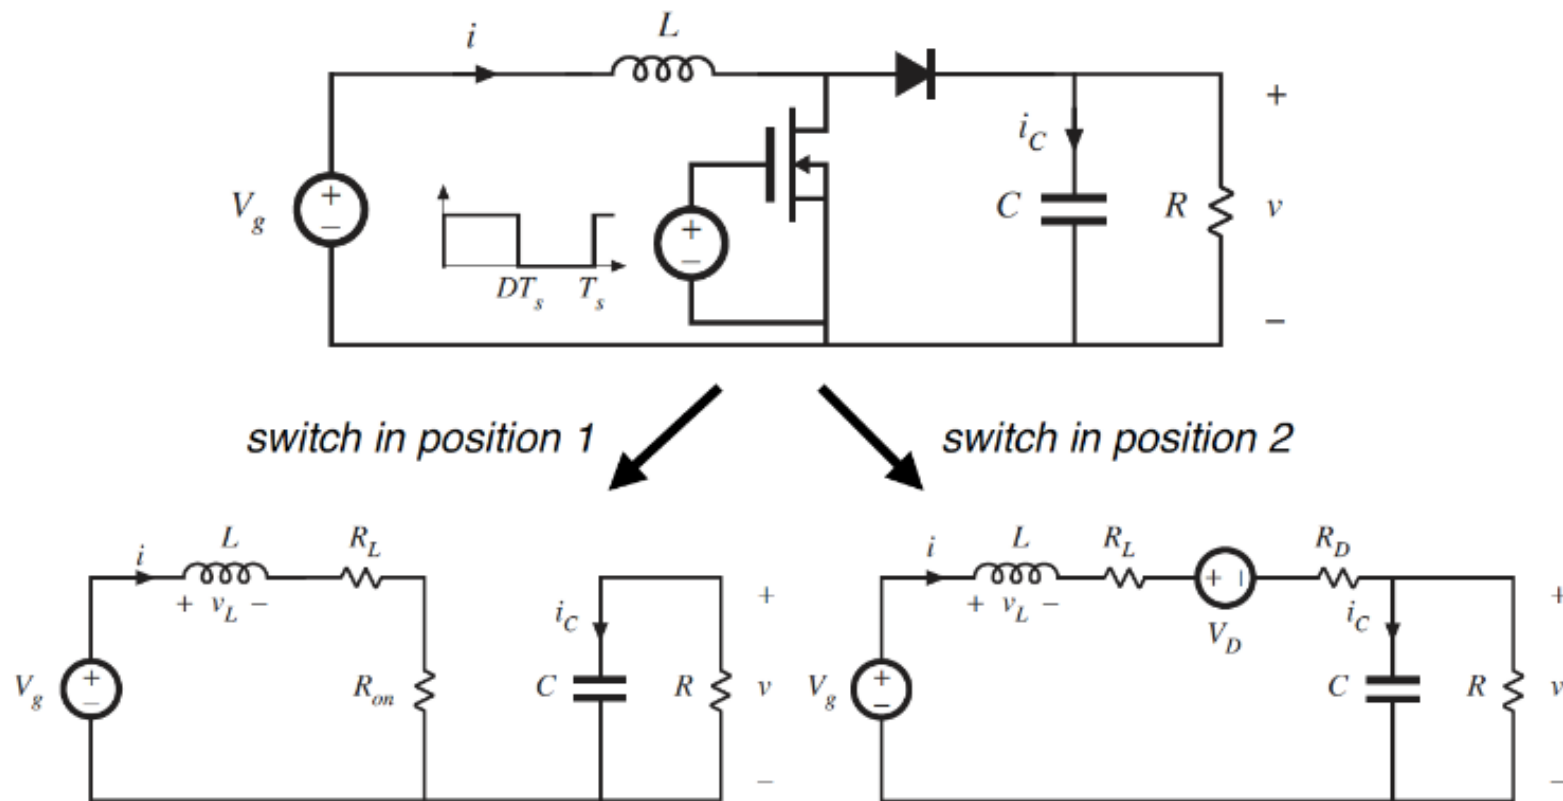 i L
+
i_C
V_g + − + − C R v
DT_s T_s
−
switch in position 1 switch in position 2
i L R_L
+ v_L −
i_C +
V_g + − R_on C R v
−
i L R_L R_D
+ v_L − + − V_D
i_C +
V_g + − C R v
−